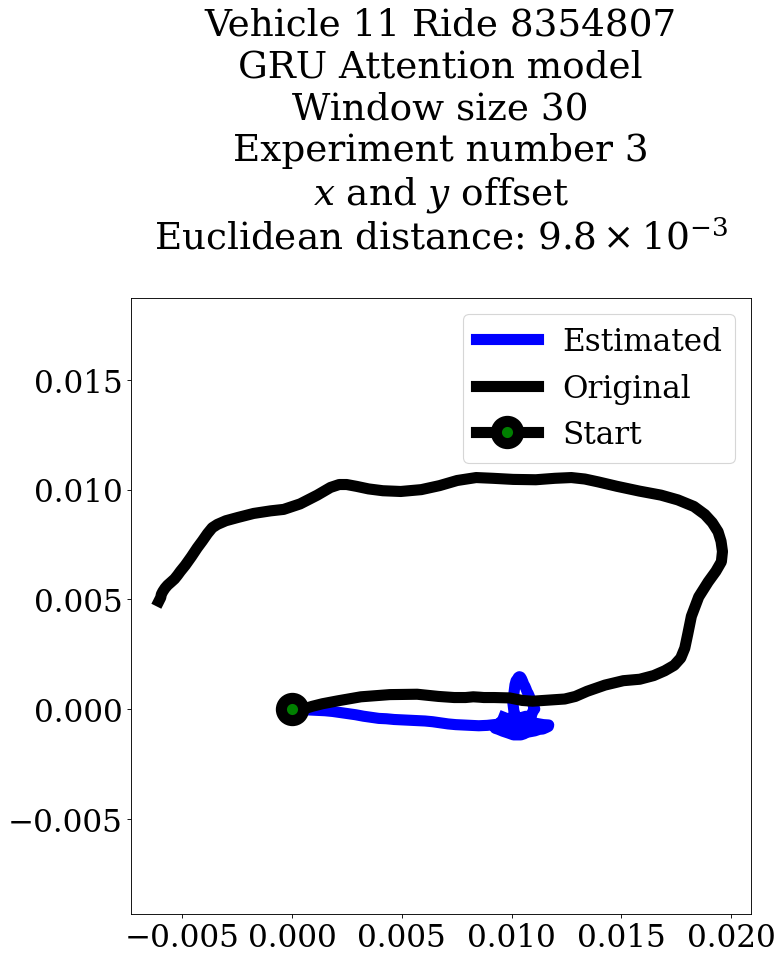 Vehicle 11 Ride 8354807
GRU Attention model
Window size 30
Experiment number 3
x and y offset
Euclidean distance: 9.8 × 10⁻³
Estimated
Original
Start
0.015
0.010
0.005
0.000
−0.005
−0.005 0.000 0.005 0.010 0.015 0.020